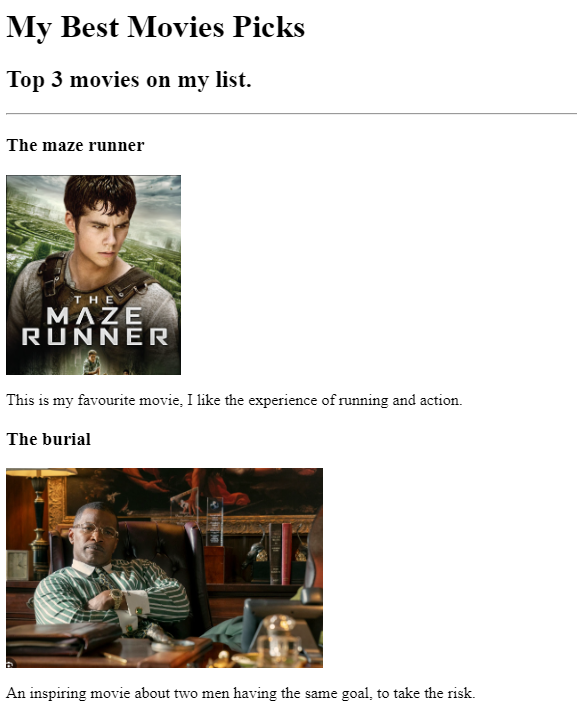 My Best Movies Picks
Top 3 movies on my list.
The maze runner
THE
MAZE
RUNNER
This is my favourite movie, I like the experience of running and action.
The burial
An inspiring movie about two men having the same goal, to take the risk.